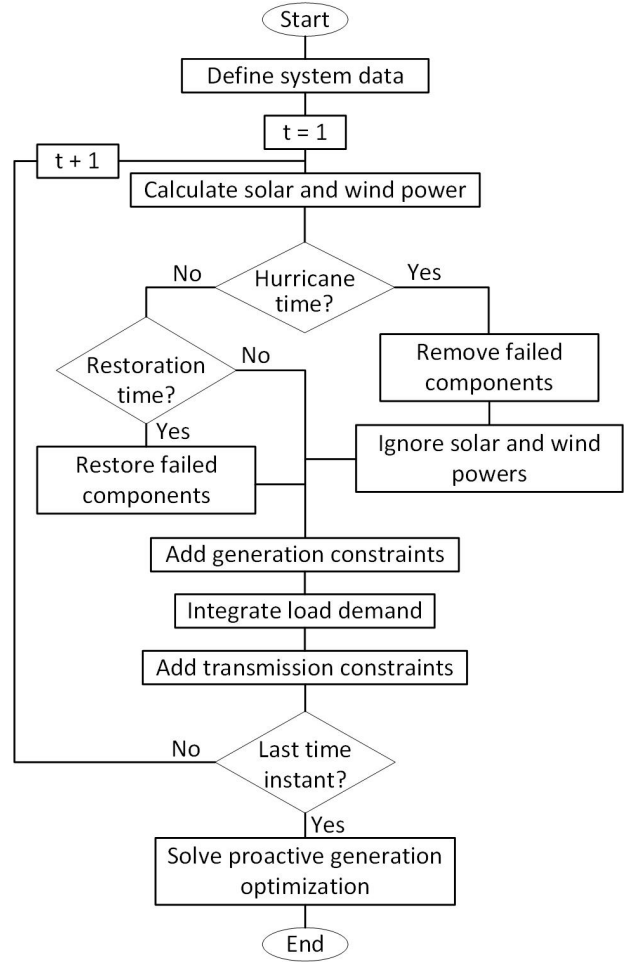 Start
Define system data
t = 1
t + 1
Calculate solar and wind power
No
Hurricane
time?
Yes
Restoration
time?
No
Remove failed
components
Yes
Restore failed
components
Ignore solar and wind
powers
Add generation constraints
Integrate load demand
Add transmission constraints
No
Last time
instant?
Yes
Solve proactive generation
optimization
End